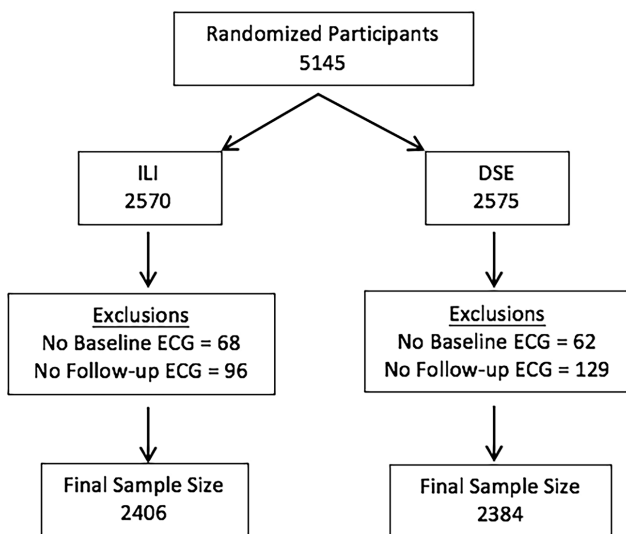 Randomized Participants
5145
ILI
2570
DSE
2575
Exclusions
No Baseline ECG = 68
No Follow-up ECG = 96
Exclusions
No Baseline ECG = 62
No Follow-up ECG = 129
Final Sample Size
2406
Final Sample Size
2384